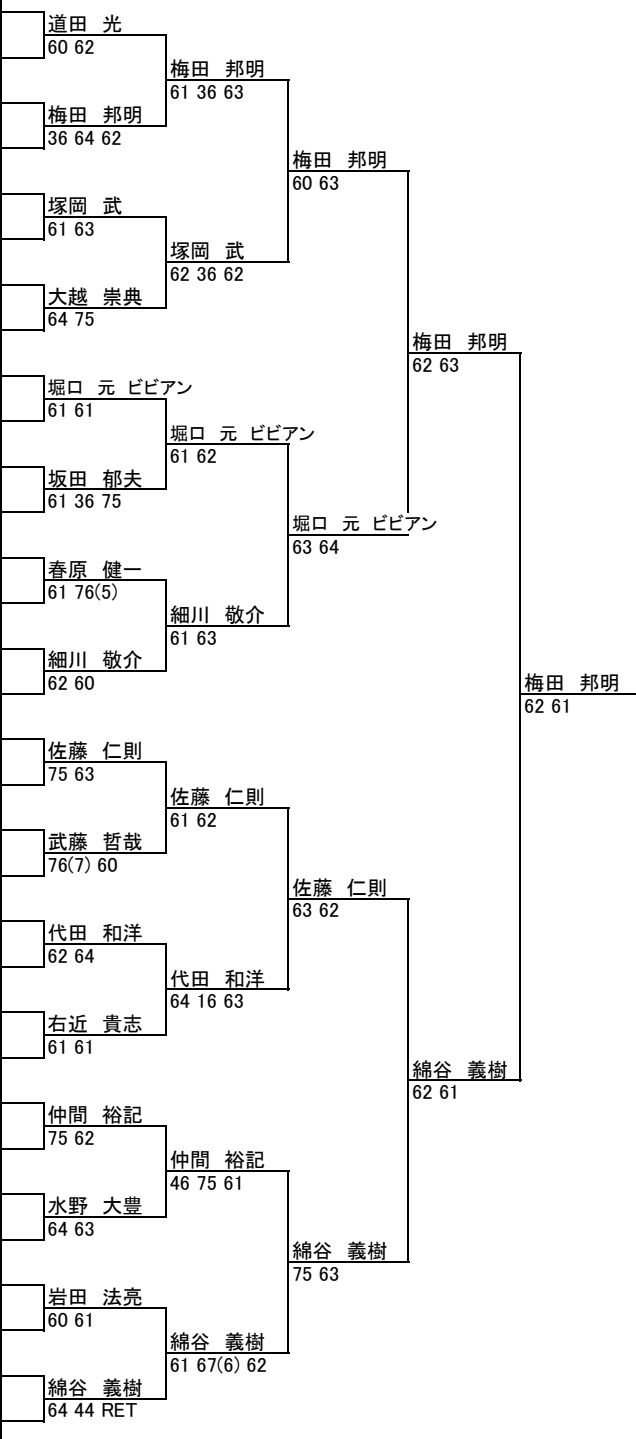 道田　光
60 62
梅田　邦明
61 36 63
梅田　邦明
36 64 62
梅田　邦明
60 63
塚岡　武
61 63
塚岡　武
62 36 62
大越　崇典
64 75
梅田　邦明
62 63
堀口　元　ビビアン
61 61
堀口　元　ビビアン
61 62
坂田　郁夫
61 36 75
堀口　元　ビビアン
63 64
春原　健一
61 76(5)
細川　敬介
61 63
細川　敬介
62 60
梅田　邦明
62 61
佐藤　仁則
75 63
佐藤　仁則
61 62
武藤　哲哉
76(7) 60
佐藤　仁則
63 62
代田　和洋
62 64
代田　和洋
64 16 63
右近　貴志
61 61
綿谷　義樹
62 61
仲間　裕記
75 62
仲間　裕記
46 75 61
水野　大豊
64 63
綿谷　義樹
75 63
岩田　法亮
60 61
綿谷　義樹
61 67(6) 62
綿谷　義樹
64 44 RET